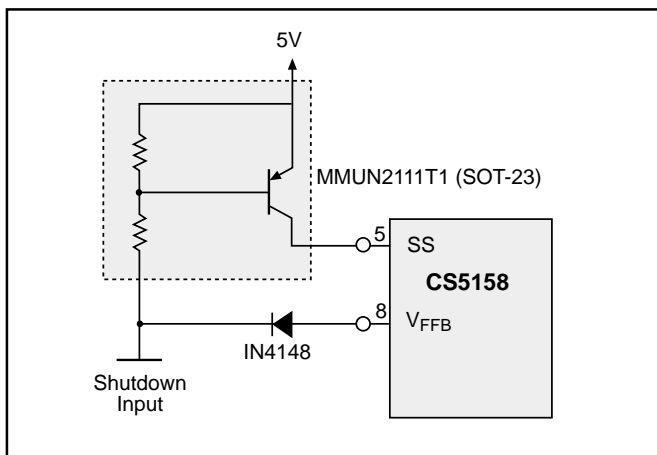 5V
MMUN2111T1 (SOT-23)
5
SS
CS5158
8
VFFB
IN4148
Shutdown
Input